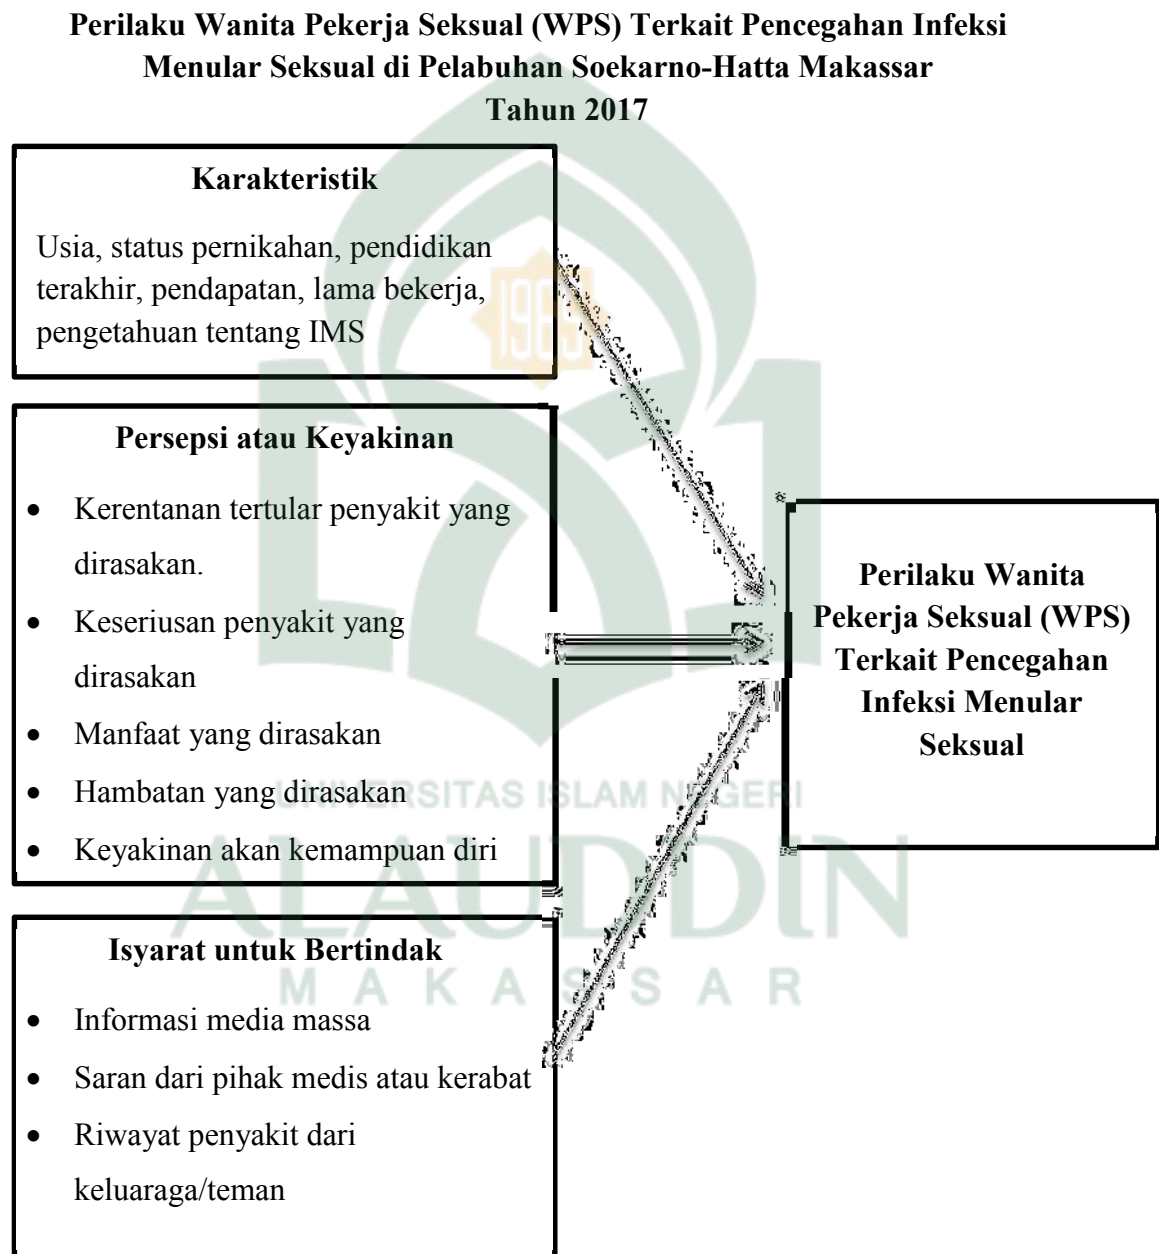 Perilaku Wanita Pekerja Seksual (WPS) Terkait Pencegahan Infeksi
Menular Seksual di Pelabuhan Soekarno-Hatta Makassar
Tahun 2017
Karakteristik
Usia, status pernikahan, pendidikan
terakhir, pendapatan, lama bekerja,
pengetahuan tentang IMS
1965
Persepsi atau Keyakinan
• Kerentanan tertular penyakit yang
dirasakan.
• Keseriusan penyakit yang
dirasakan
• Manfaat yang dirasakan
• Hambatan yang dirasakan
• Keyakinan akan kemampuan diri
Isyarat untuk Bertindak
• Informasi media massa
• Saran dari pihak medis atau kerabat
• Riwayat penyakit dari
keluaraga/teman
Perilaku Wanita
Pekerja Seksual (WPS)
Terkait Pencegahan
Infeksi Menular
Seksual
UNIVERSITAS ISLAM NEGERI
ALAUDDIN
MAKASSAR